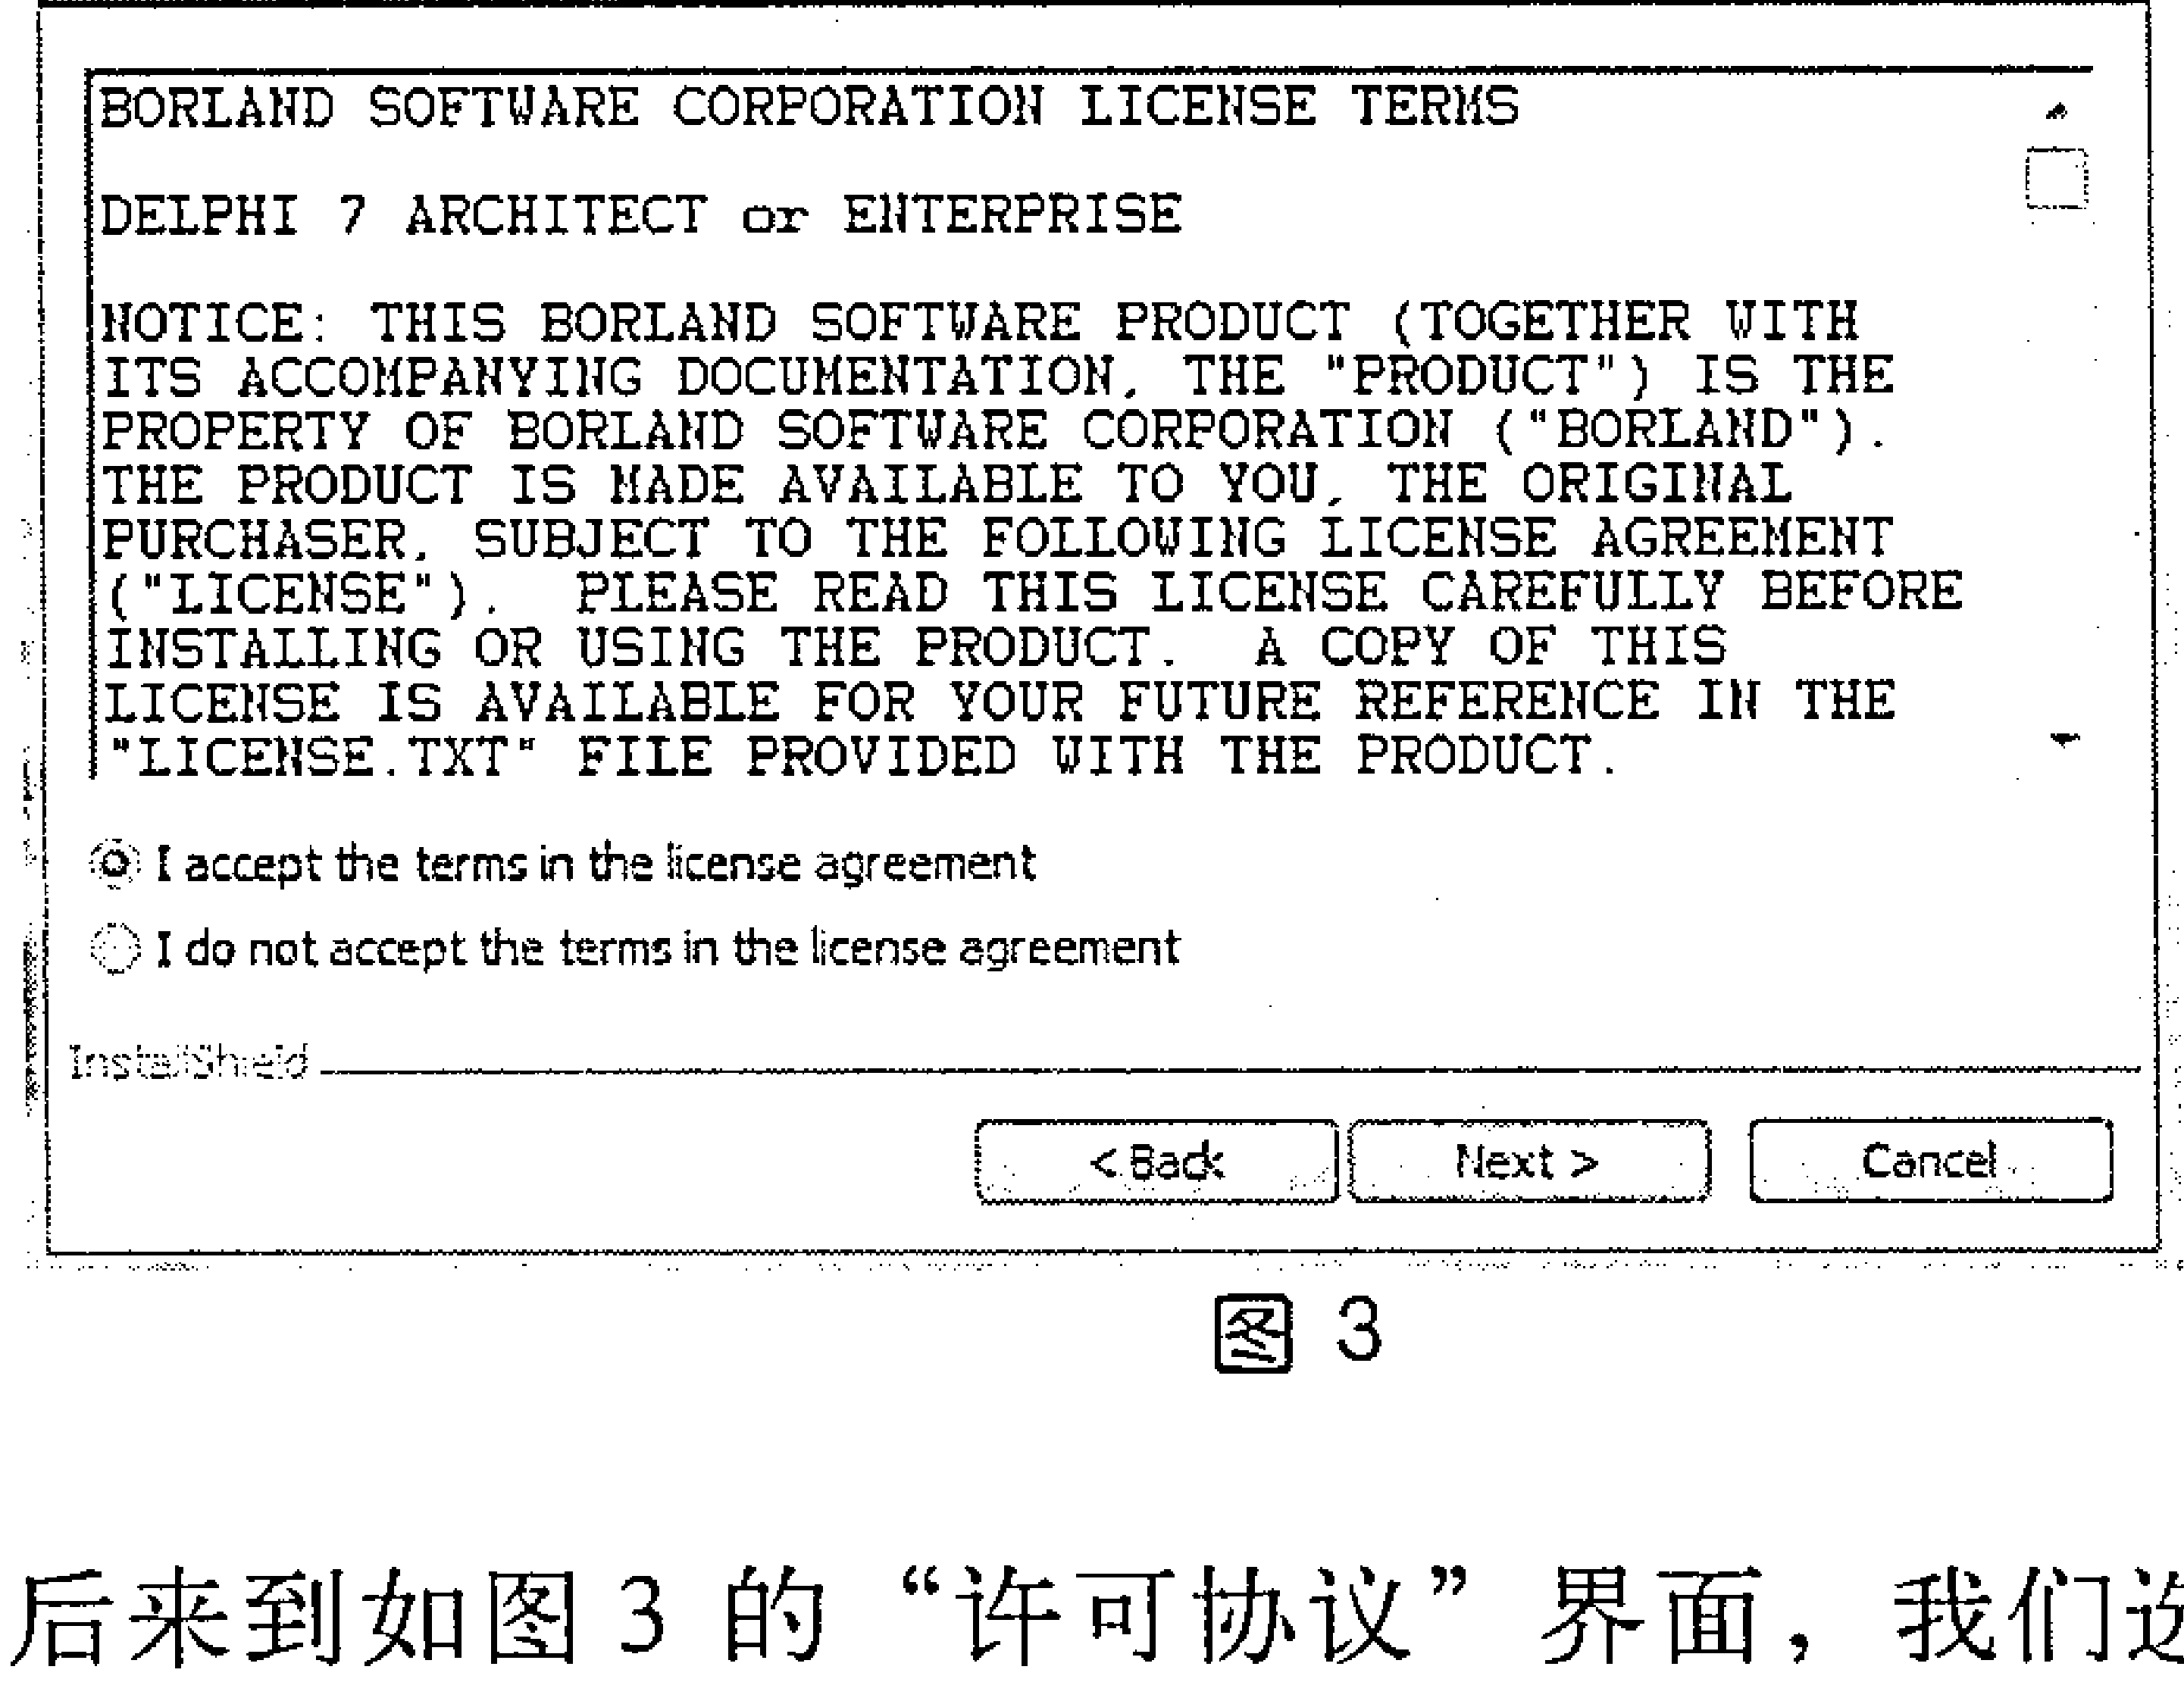 BORLAND SOFTWARE CORPORATION LICENSE TERMS
DELPHI 7 ARCHITECT or ENTERPRISE
NOTICE: THIS BORLAND SOFTWARE PRODUCT (TOGETHER WITH
ITS ACCOMPANYING DOCUMENTATION, THE "PRODUCT") IS THE
PROPERTY OF BORLAND SOFTWARE CORPORATION ("BORLAND").
THE PRODUCT IS MADE AVAILABLE TO YOU, THE ORIGINAL
PURCHASER, SUBJECT TO THE FOLLOWING LICENSE AGREEMENT
("LICENSE").  PLEASE READ THIS LICENSE CAREFULLY BEFORE
INSTALLING OR USING THE PRODUCT.  A COPY OF THIS
LICENSE IS AVAILABLE FOR YOUR FUTURE REFERENCE IN THE
"LICENSE.TXT" FILE PROVIDED WITH THE PRODUCT.
I accept the terms in the license agreement
I do not accept the terms in the license agreement
InstallShield
< Back Next > Cancel
图 3
后来到如图 3 的“许可协议”界面，我们